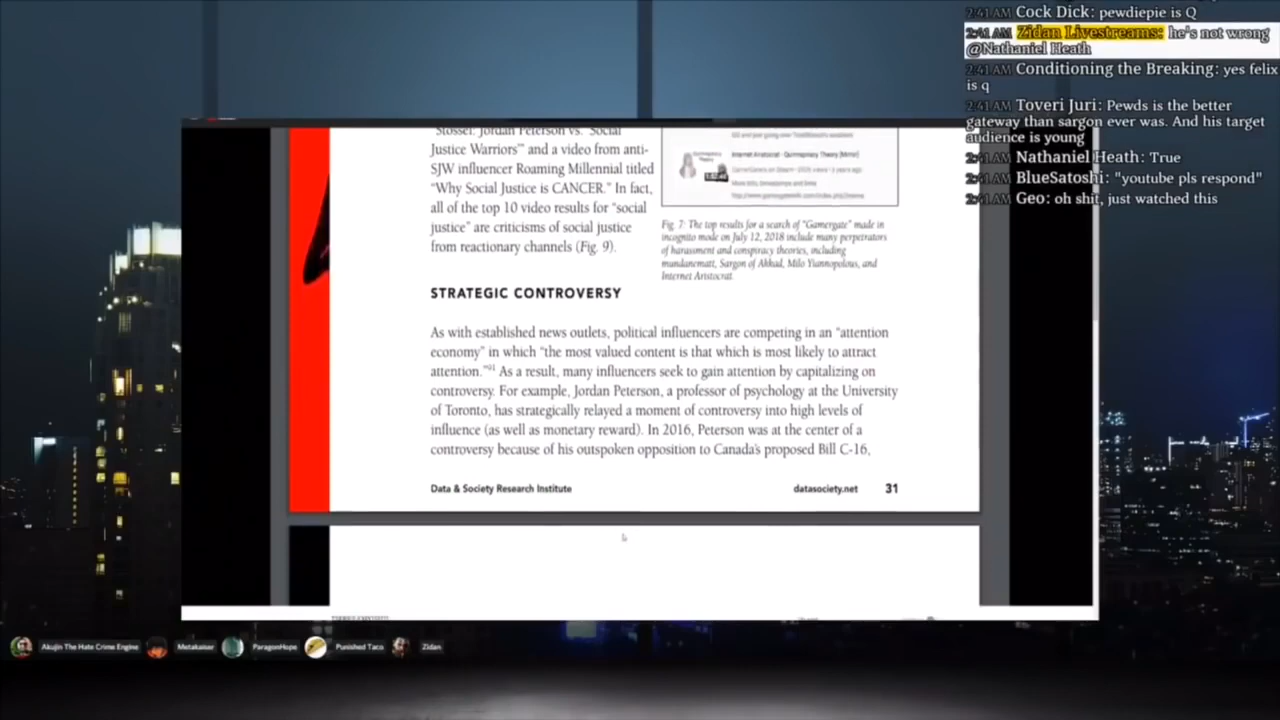 2:41 AM Cock Dick: pewdiepie is Q
2:41 AM Zidan Livestreams: he's not wrong
@Nathaniel Heath
2:41 AM Conditioning the Breaking: yes felix
is q
2:41 AM Toveri Juri: Pewds is the better
gateway than sargon ever was. And his target
audience is young
2:41 AM Nathaniel Heath: True
2:41 AM BlueSatoshi: "youtube pls respond"
2:41 AM Geo: oh shit, just watched this
"Stossel: Jordan Peterson vs. 'Social
Justice Warriors'" and a video from anti-
SJW influencer Roaming Millennial titled
"Why Social Justice is CANCER." In fact,
all of the top 10 video results for "social
justice" are criticisms of social justice
from reactionary channels (Fig. 9).
Internet Aristocrat - Quinnspiracy Theory [Mirror]
Fig. 7: The top results for a search of "Gamergate" made in
incognito mode on July 12, 2018 include many perpetrators
of harassment and conspiracy theories, including
mundanematt, Sargon of Akkad, Milo Yiannopolous, and
Internet Aristocrat.
STRATEGIC CONTROVERSY
As with established news outlets, political influencers are competing in an "attention
economy" in which "the most valued content is that which is most likely to attract
attention."91 As a result, many influencers seek to gain attention by capitalizing on
controversy. For example, Jordan Peterson, a professor of psychology at the University
of Toronto, has strategically relayed a moment of controversy into high levels of
influence (as well as monetary reward). In 2016, Peterson was at the center of a
controversy because of his outspoken opposition to Canada's proposed Bill C-16,
Data & Society Research Institute datasociety.net 31
Akujin The Hate Crime Engine Metakaiser ParagonHope Punished Taco Zidan